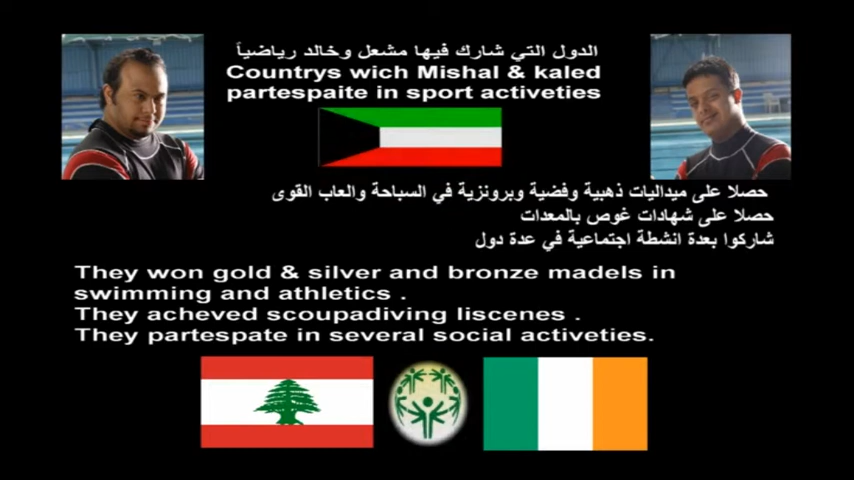 الدول التي شارك فيها مشعل وخالد رياضياً
Countrys wich Mishal & kaled
partespaite in sport activeties
حصلا على ميداليات ذهبية وفضية وبرونزية في السباحة والعاب القوى
حصلا على شهادات غوص بالمعدات
شاركوا بعدة انشطة اجتماعية في عدة دول
They won gold & silver and bronze madels in
swimming and athletics .
They acheved scoupadiving liscenes .
They partespate in several social activeties.